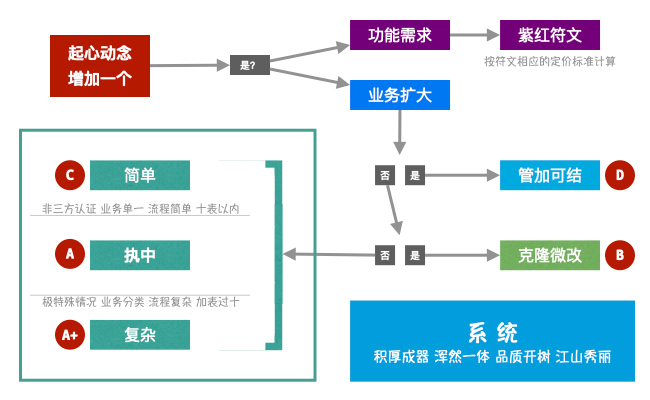 起心动念
增加一个
是?
功能需求
紫红符文
按符文相应的定价标准计算
业务扩大
否
是
管加可结
D
否
是
克隆微改
B
C
简单
非三方认证 业务单一 流程简单 十表以内
A
执中
极特殊情况 业务分类 流程复杂 加表过十
A+
复杂
系 统
积厚成器 浑然一体 品质开树 江山秀丽